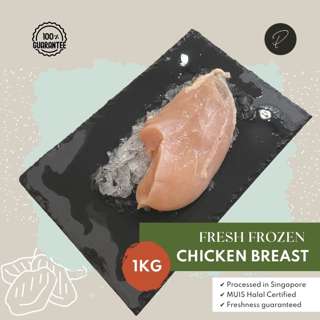 100%
GUARANTEE
FRESH FROZEN
CHICKEN BREAST
1KG
✔ Processed in Singapore
✔ MUIS Halal Certified
✔ Freshness guaranteed